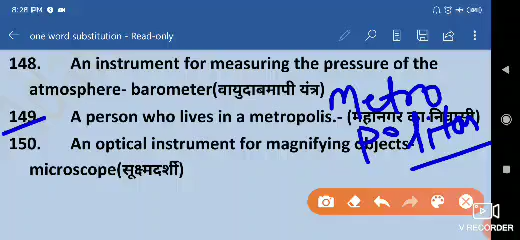 8:26 PM
one word substitution - Read-only
148. An instrument for measuring the pressure of the
atmosphere- barometer(वायुदाबमापी यंत्र)
Metro
149. A person who lives in a metropolis.- (महानगर का निवासी)
politan
150. An optical instrument for magnifying objects-
microscope(सूक्ष्मदर्शी)
V RECORDER